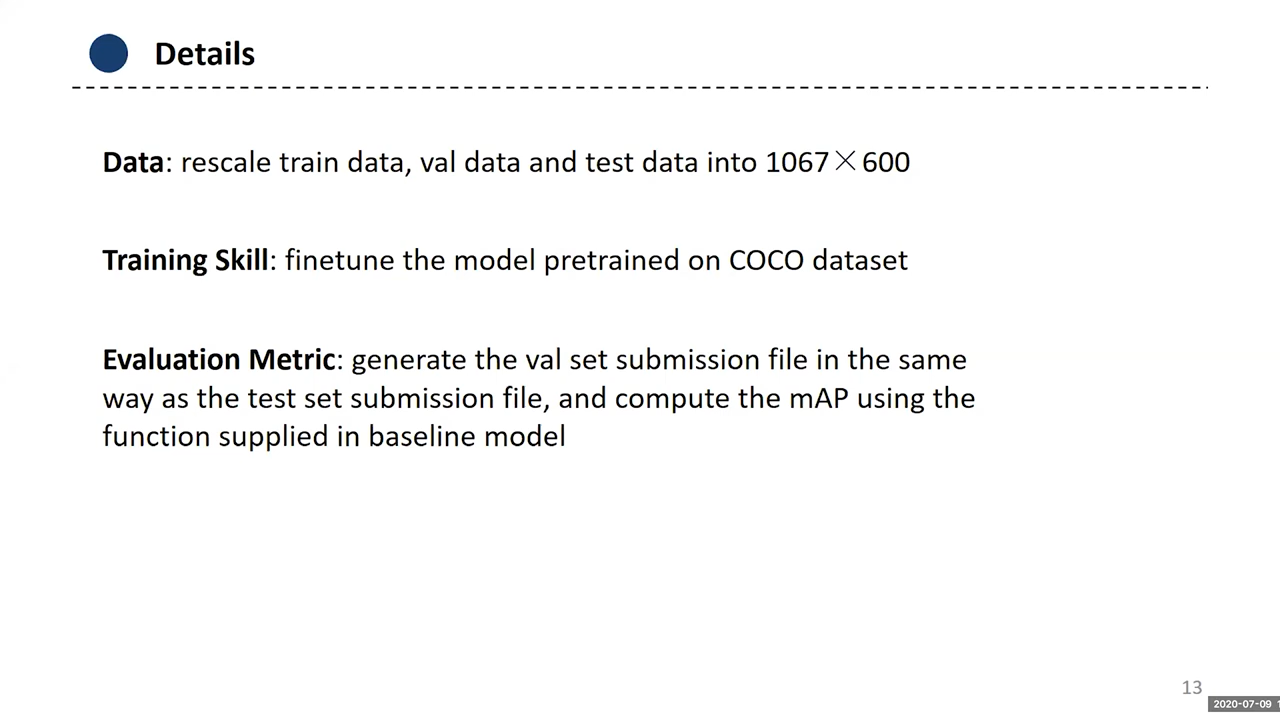 Details
Data: rescale train data, val data and test data into 1067×600
Training Skill: finetune the model pretrained on COCO dataset
Evaluation Metric: generate the val set submission file in the same
way as the test set submission file, and compute the mAP using the
function supplied in baseline model
13
2020-07-09